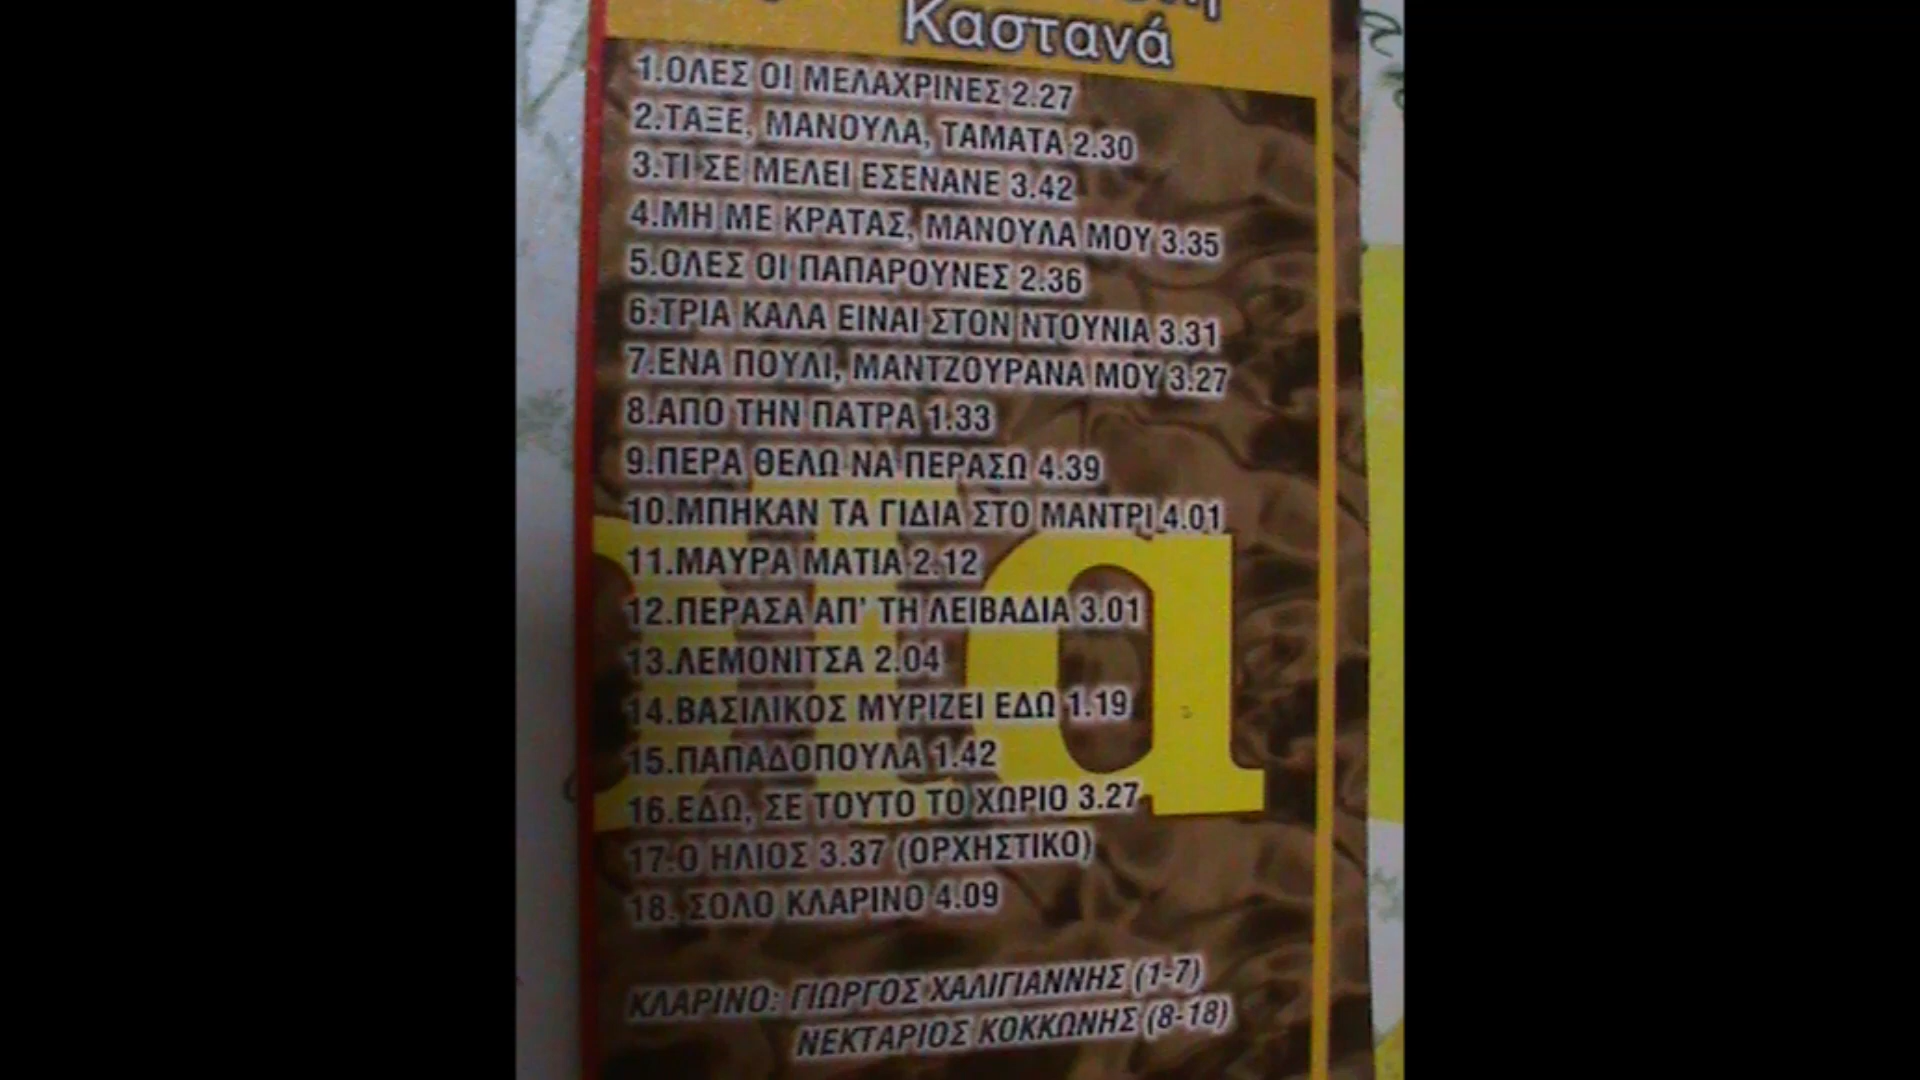 Καστανά
1.ΟΛΕΣ ΟΙ ΜΕΛΑΧΡΙΝΕΣ 2.27
2.ΤΑΞΕ, ΜΑΝΟΥΛΑ, ΤΑΜΑΤΑ 2.30
3.ΤΙ ΣΕ ΜΕΛΕΙ ΕΣΕΝΑΝΕ 3.42
4.ΜΗ ΜΕ ΚΡΑΤΑΣ, ΜΑΝΟΥΛΑ ΜΟΥ 3.35
5.ΟΛΕΣ ΟΙ ΠΑΠΑΡΟΥΝΕΣ 2.36
6.ΤΡΙΑ ΚΑΛΑ ΕΙΝΑΙ ΣΤΟΝ ΝΤΟΥΝΙΑ 3.31
7.ΕΝΑ ΠΟΥΛΙ, ΜΑΝΤΖΟΥΡΑΝΑ ΜΟΥ 3.27
8.ΑΠΟ ΤΗΝ ΠΑΤΡΑ 1.33
9.ΠΕΡΑ ΘΕΛΩ ΝΑ ΠΕΡΑΣΩ 4.39
10.ΜΠΗΚΑΝ ΤΑ ΓΙΔΙΑ ΣΤΟ ΜΑΝΤΡΙ 4.01
11.ΜΑΥΡΑ ΜΑΤΙΑ 2.12
12.ΠΕΡΑΣΑ ΑΠ' ΤΗ ΛΕΙΒΑΔΙΑ 3.01
13.ΛΕΜΟΝΙΤΣΑ 2.04
14.ΒΑΣΙΛΙΚΟΣ ΜΥΡΙΖΕΙ ΕΔΩ 1.19
15.ΠΑΠΑΔΟΠΟΥΛΑ 1.42
16.ΕΔΩ, ΣΕ ΤΟΥΤΟ ΤΟ ΧΩΡΙΟ 3.27
17.Ο ΗΛΙΟΣ 3.37 (ΟΡΧΗΣΤΙΚΟ)
18. ΣΟΛΟ ΚΛΑΡΙΝΟ 4.09
ΚΛΑΡΙΝΟ: ΓΙΩΡΓΟΣ ΧΑΛΙΓΙΑΝΝΗΣ (1-7)
ΝΕΚΤΑΡΙΟΣ ΚΟΚΚΩΝΗΣ (8-18)